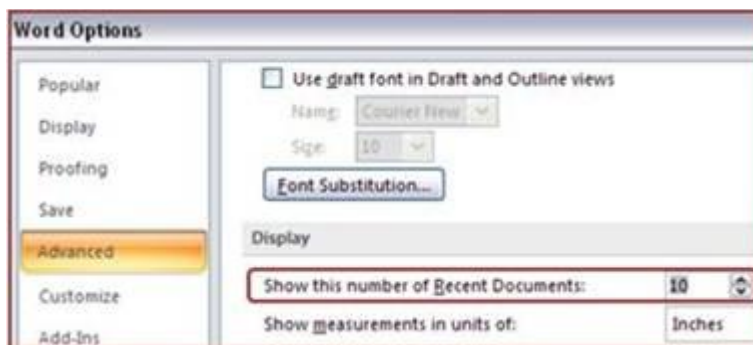 Word Options
Popular
Display
Proofing
Save
Advanced
Customize
Add-Ins
Use draft font in Draft and Outline views
Name: Courier New
Size: 10
Font Substitution...
Display
Show this number of Recent Documents: 10
Show measurements in units of: Inches